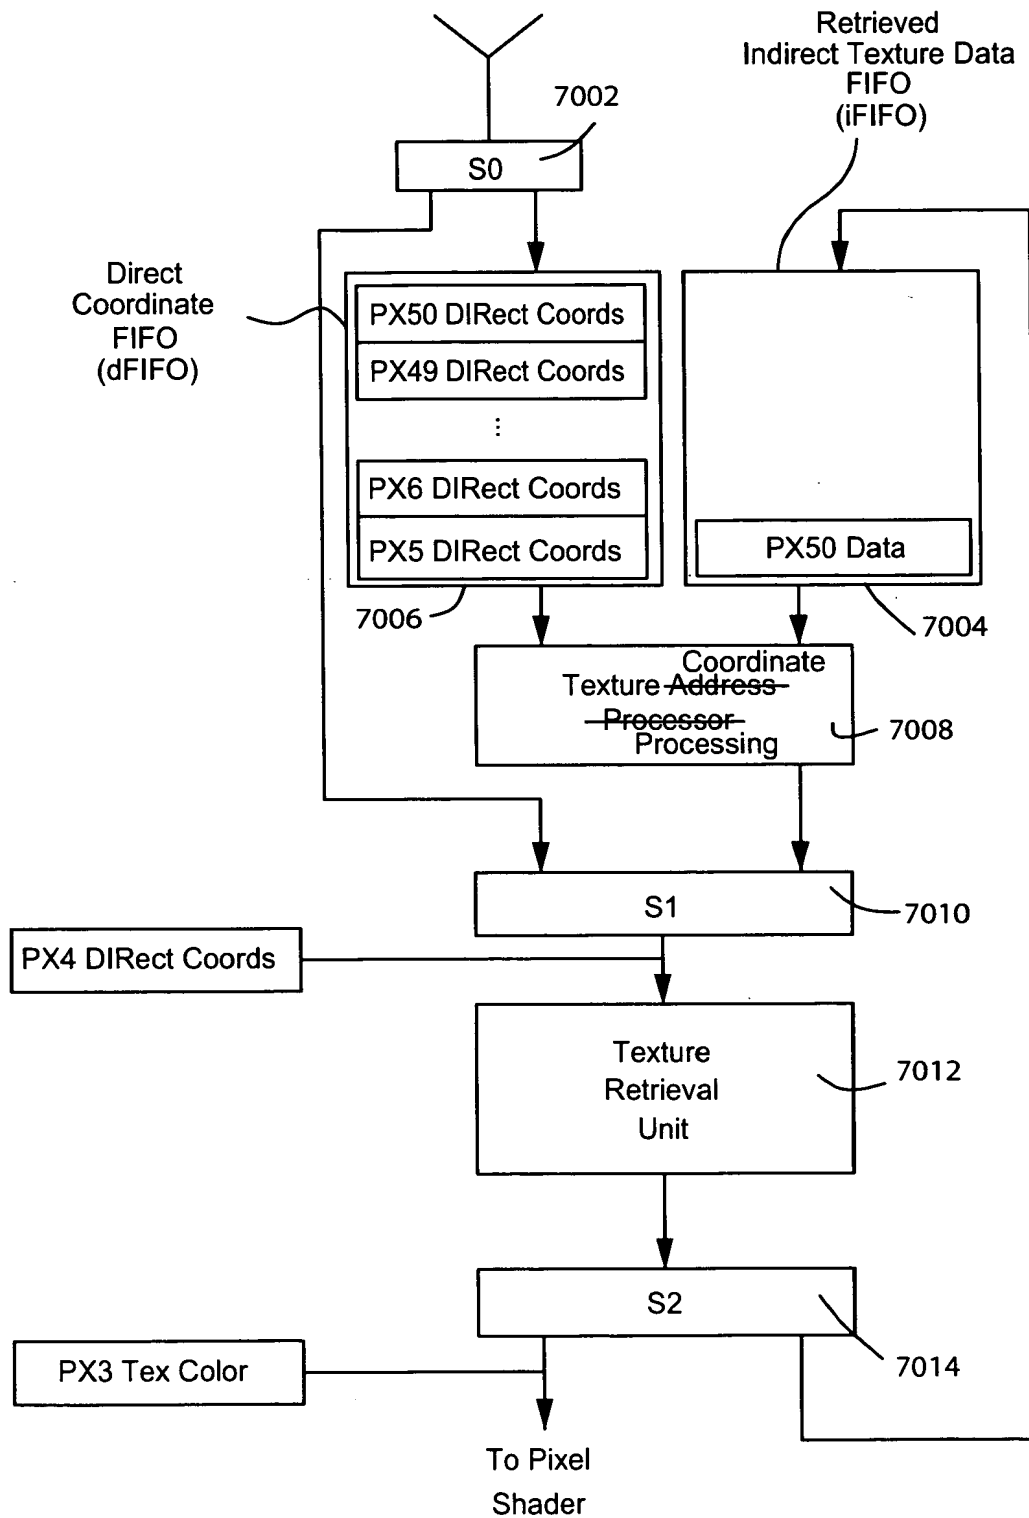 Retrieved
Indirect Texture Data
FIFO
(iFIFO)
7002
S0
Direct
Coordinate
FIFO
(dFIFO)
PX50 DIRect Coords
PX49 DIRect Coords
...
PX6 DIRect Coords
PX5 DIRect Coords
PX50 Data
7006
7004
Coordinate
Texture Address
Processor
Processing
7008
S1
7010
PX4 DIRect Coords
Texture
Retrieval
Unit
7012
S2
7014
PX3 Tex Color
To Pixel
Shader